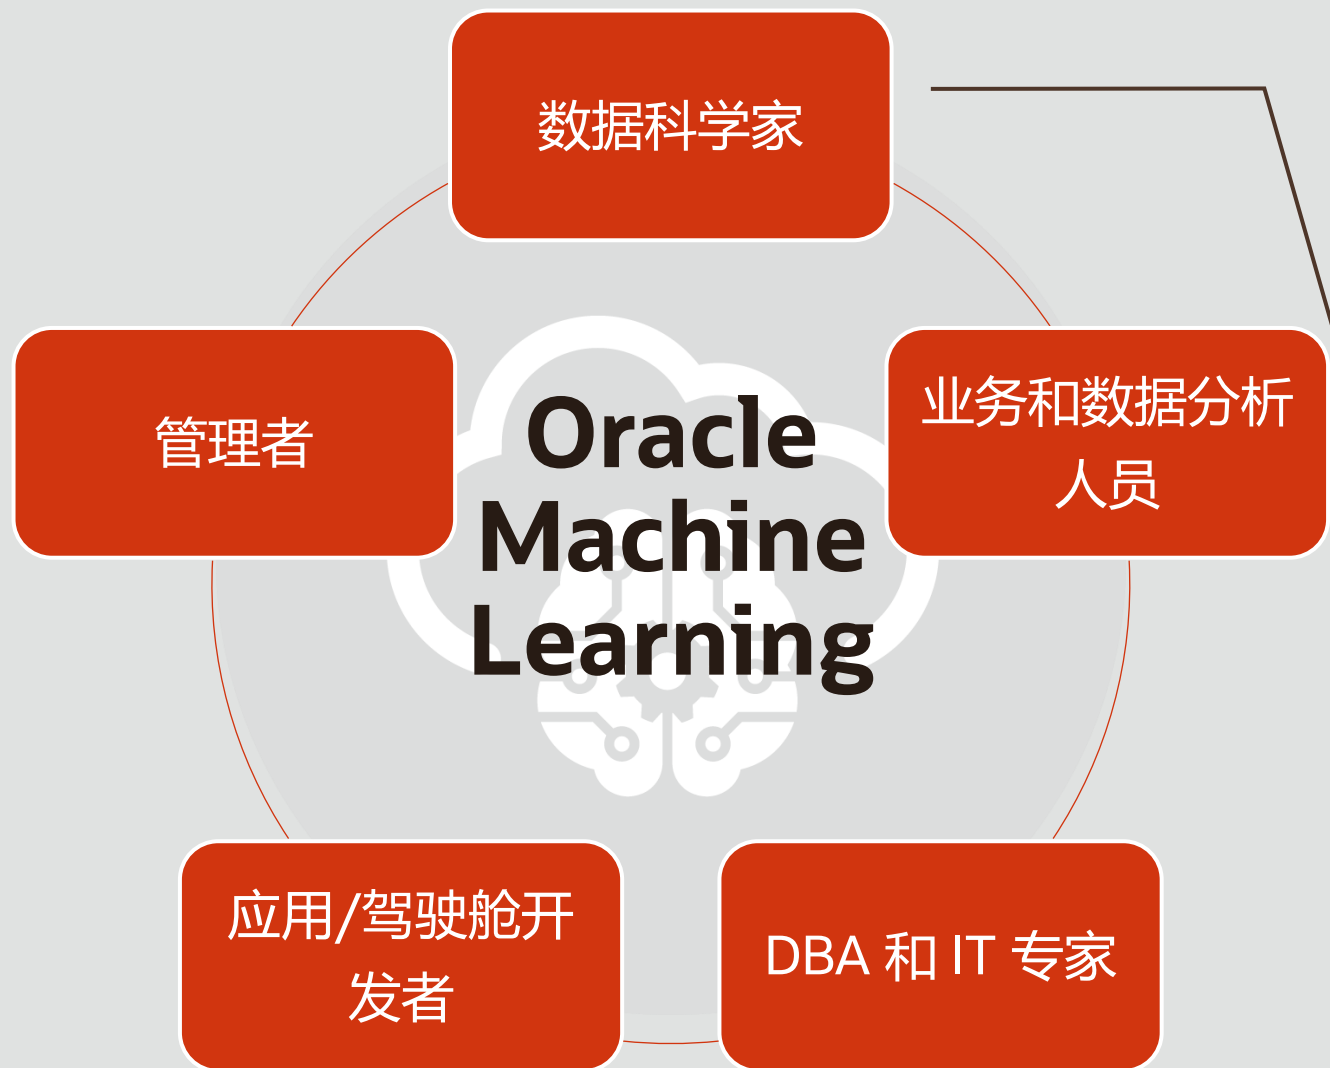 数据科学家
管理者
Oracle
Machine
Learning
业务和数据分析
人员
应用/驾驶舱开
发者
DBA 和 IT 专家